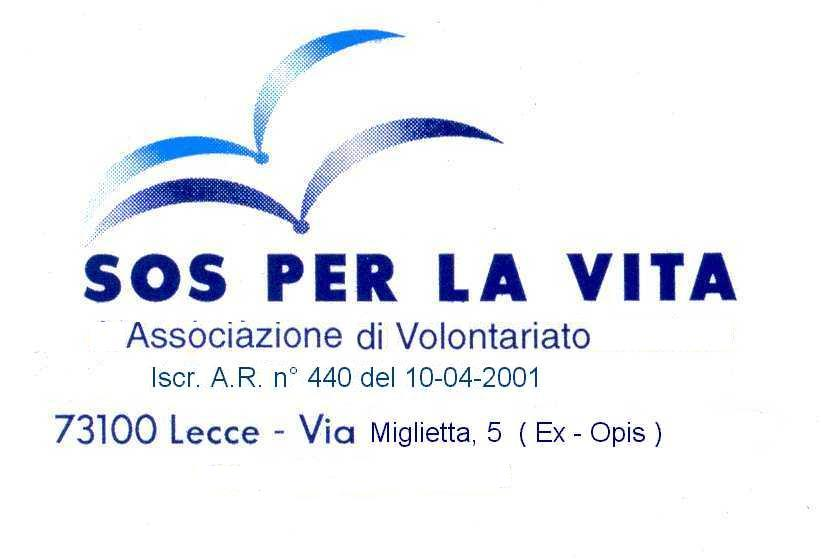 SOS PER LA VITA
Associazione di Volontariato
Iscr. A.R. n° 440 del 10-04-2001
73100 Lecce - Via Miglietta, 5 ( Ex - Opis )